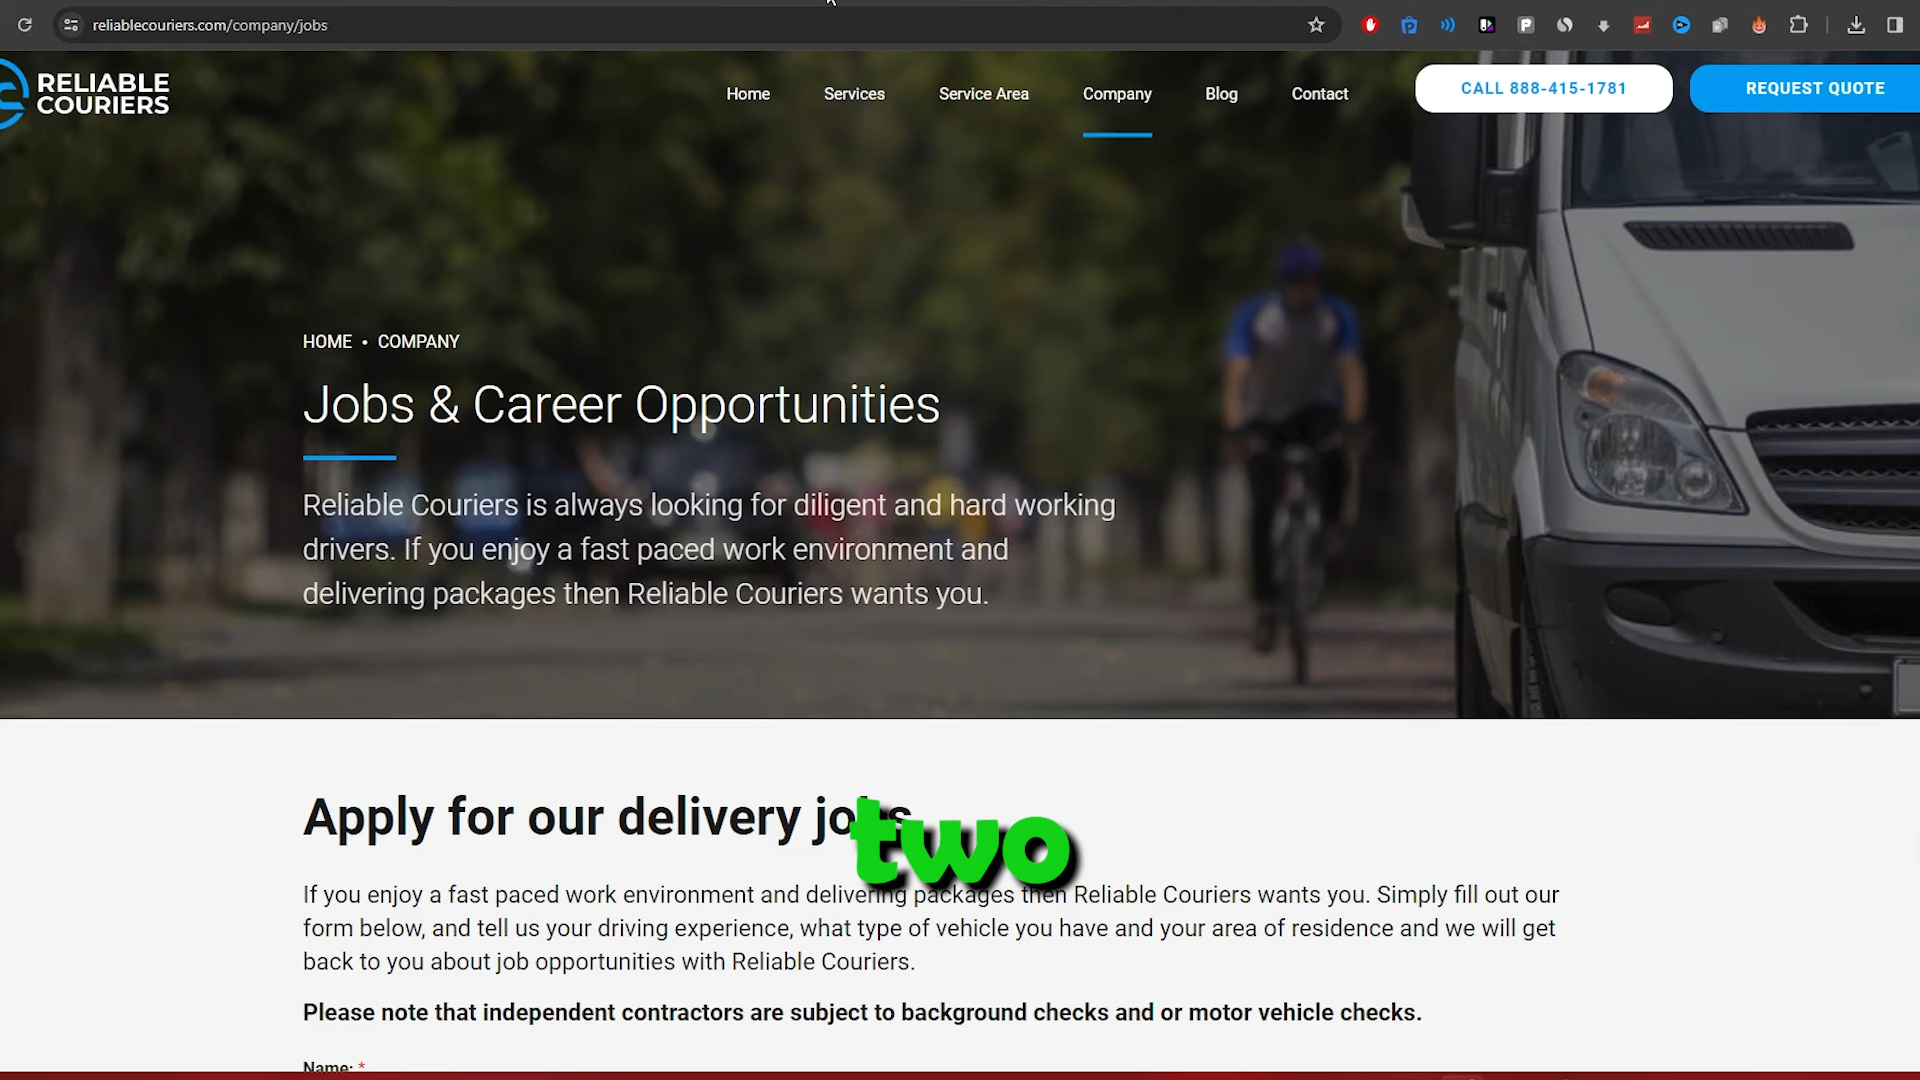 reliablecouriers.com/company/jobs
RELIABLE
COURIERS
Home
Services
Service Area
Company
Blog
Contact
CALL 888-415-1781
REQUEST QUOTE
HOME • COMPANY
Jobs & Career Opportunities
Reliable Couriers is always looking for diligent and hard working
drivers. If you enjoy a fast paced work environment and
delivering packages then Reliable Couriers wants you.
Apply for our delivery jobs
two
If you enjoy a fast paced work environment and delivering packages then Reliable Couriers wants you. Simply fill out our
form below, and tell us your driving experience, what type of vehicle you have and your area of residence and we will get
back to you about job opportunities with Reliable Couriers.
Please note that independent contractors are subject to background checks and or motor vehicle checks.
Name: *